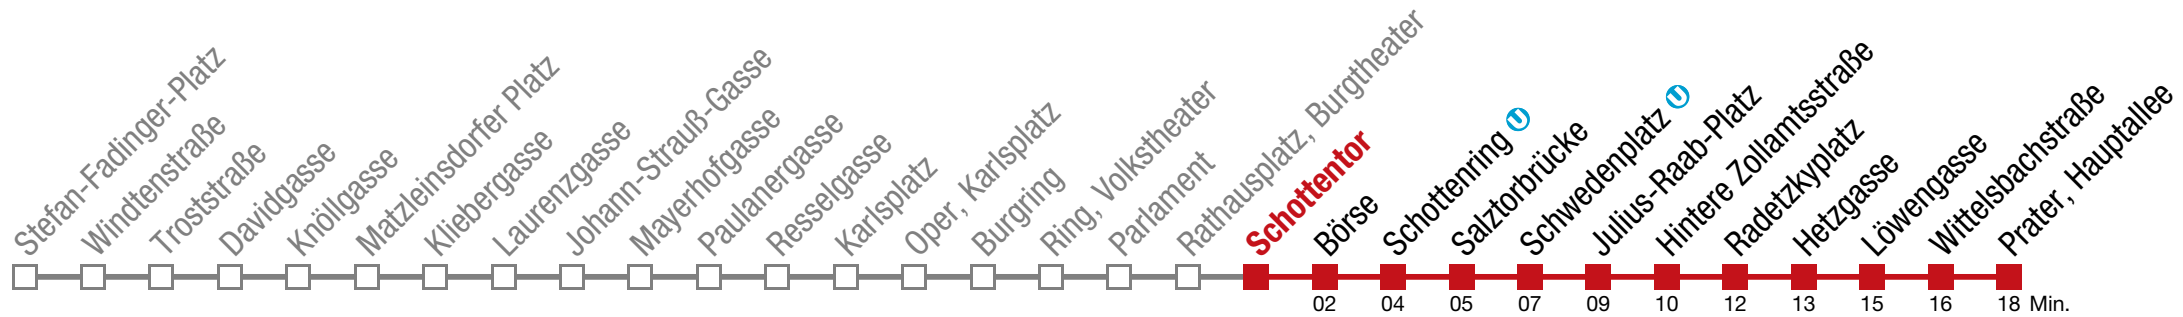 Stefan-Fadinger-Platz
Windtenstraße
Troststraße
Davidgasse
Knöllgasse
Matzleinsdorfer Platz
Kliebergasse
Laurenzgasse
Johann-Strauß-Gasse
Mayerhofgasse
Paulanergasse
Resselgasse
Karlsplatz
Oper, Karlsplatz
Burgring
Ring, Volkstheater
Parlament
Rathausplatz, Burgtheater
Schottentor
Börse
Schottenring U
Salztorbrücke
Schwedenplatz U
Julius-Raab-Platz
Hintere Zollamtsstraße
Radetzkyplatz
Hetzgasse
Löwengasse
Wittelsbachstraße
Prater, Hauptallee
02 04 05 07 09 10 12 13 15 16 18 Min.